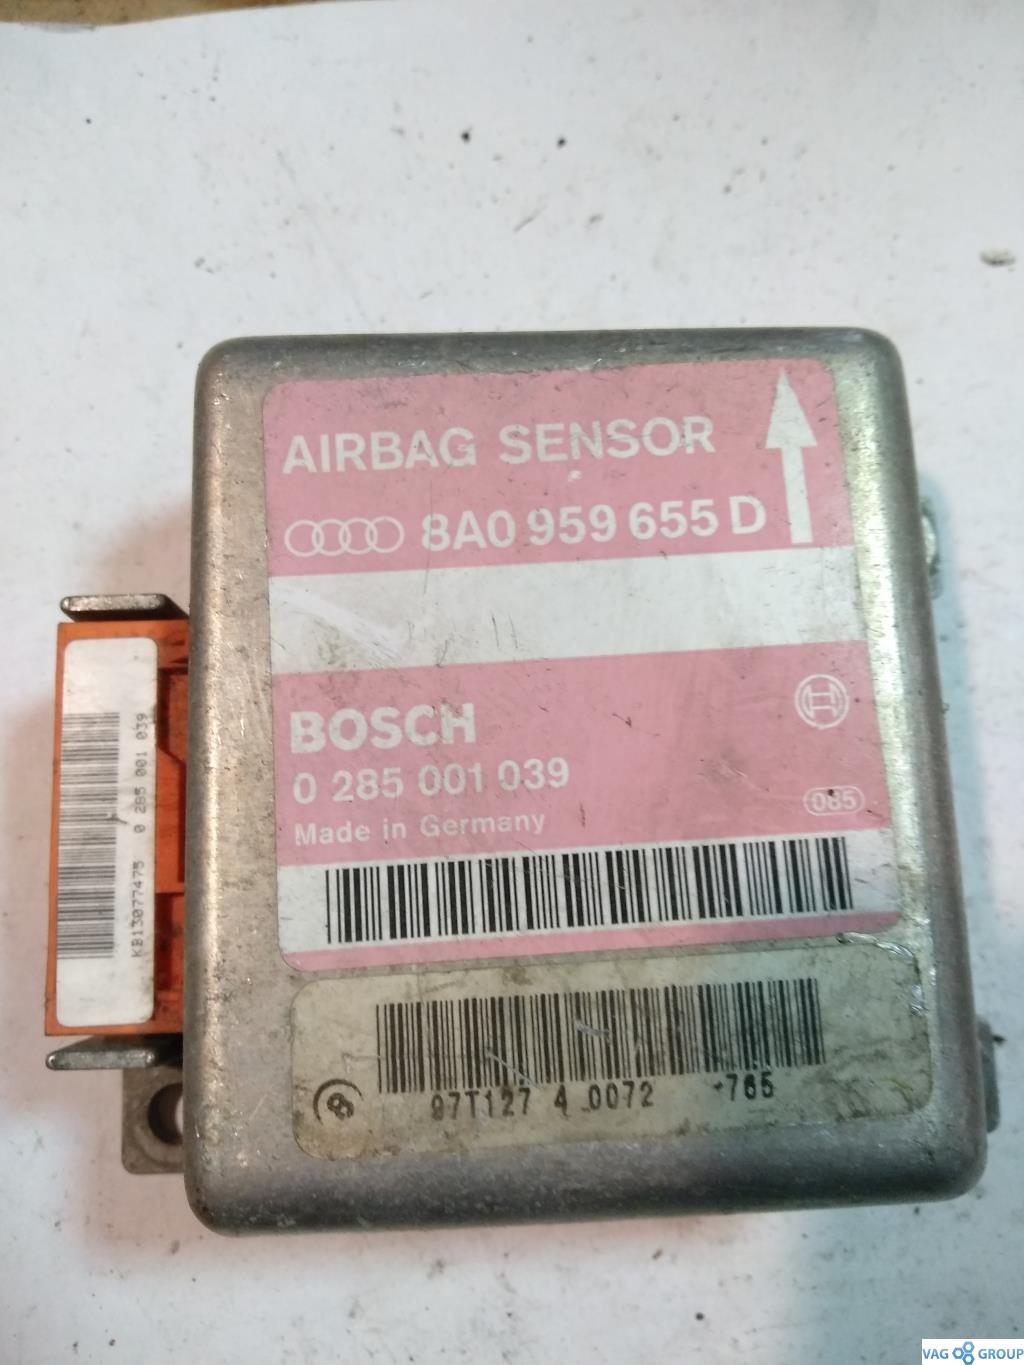 AIRBAG SENSOR
8A0 959 655 D
BOSCH
0 285 001 039
Made in Germany
085
KB13077475 0 285 001 039
97T127 4 0072 -765
VAG GROUP